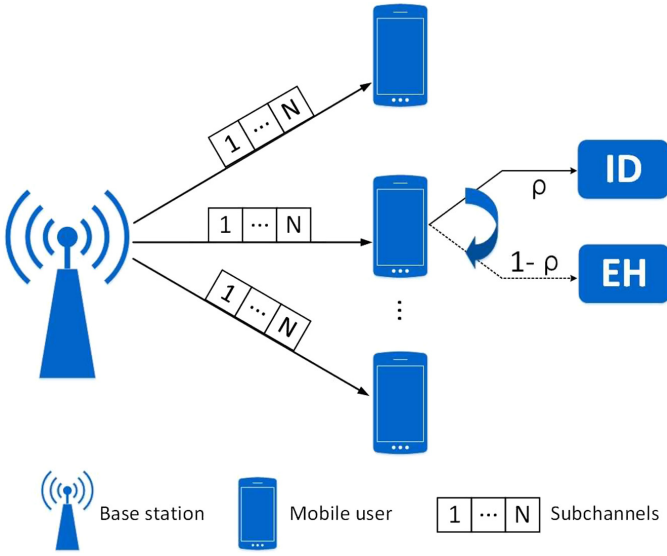 1 ... N
ID
ρ
1 ... N
1- ρ
EH
1 ... N
...
Base station
Mobile user
1 ... N
Subchannels